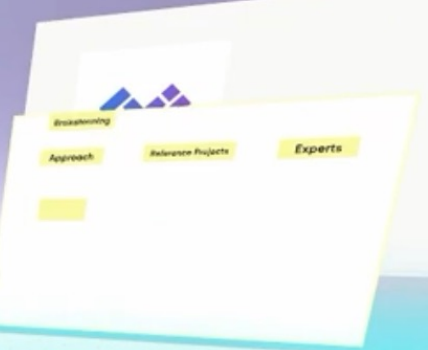 Brainstorming
Approach
Reference Projects
Experts